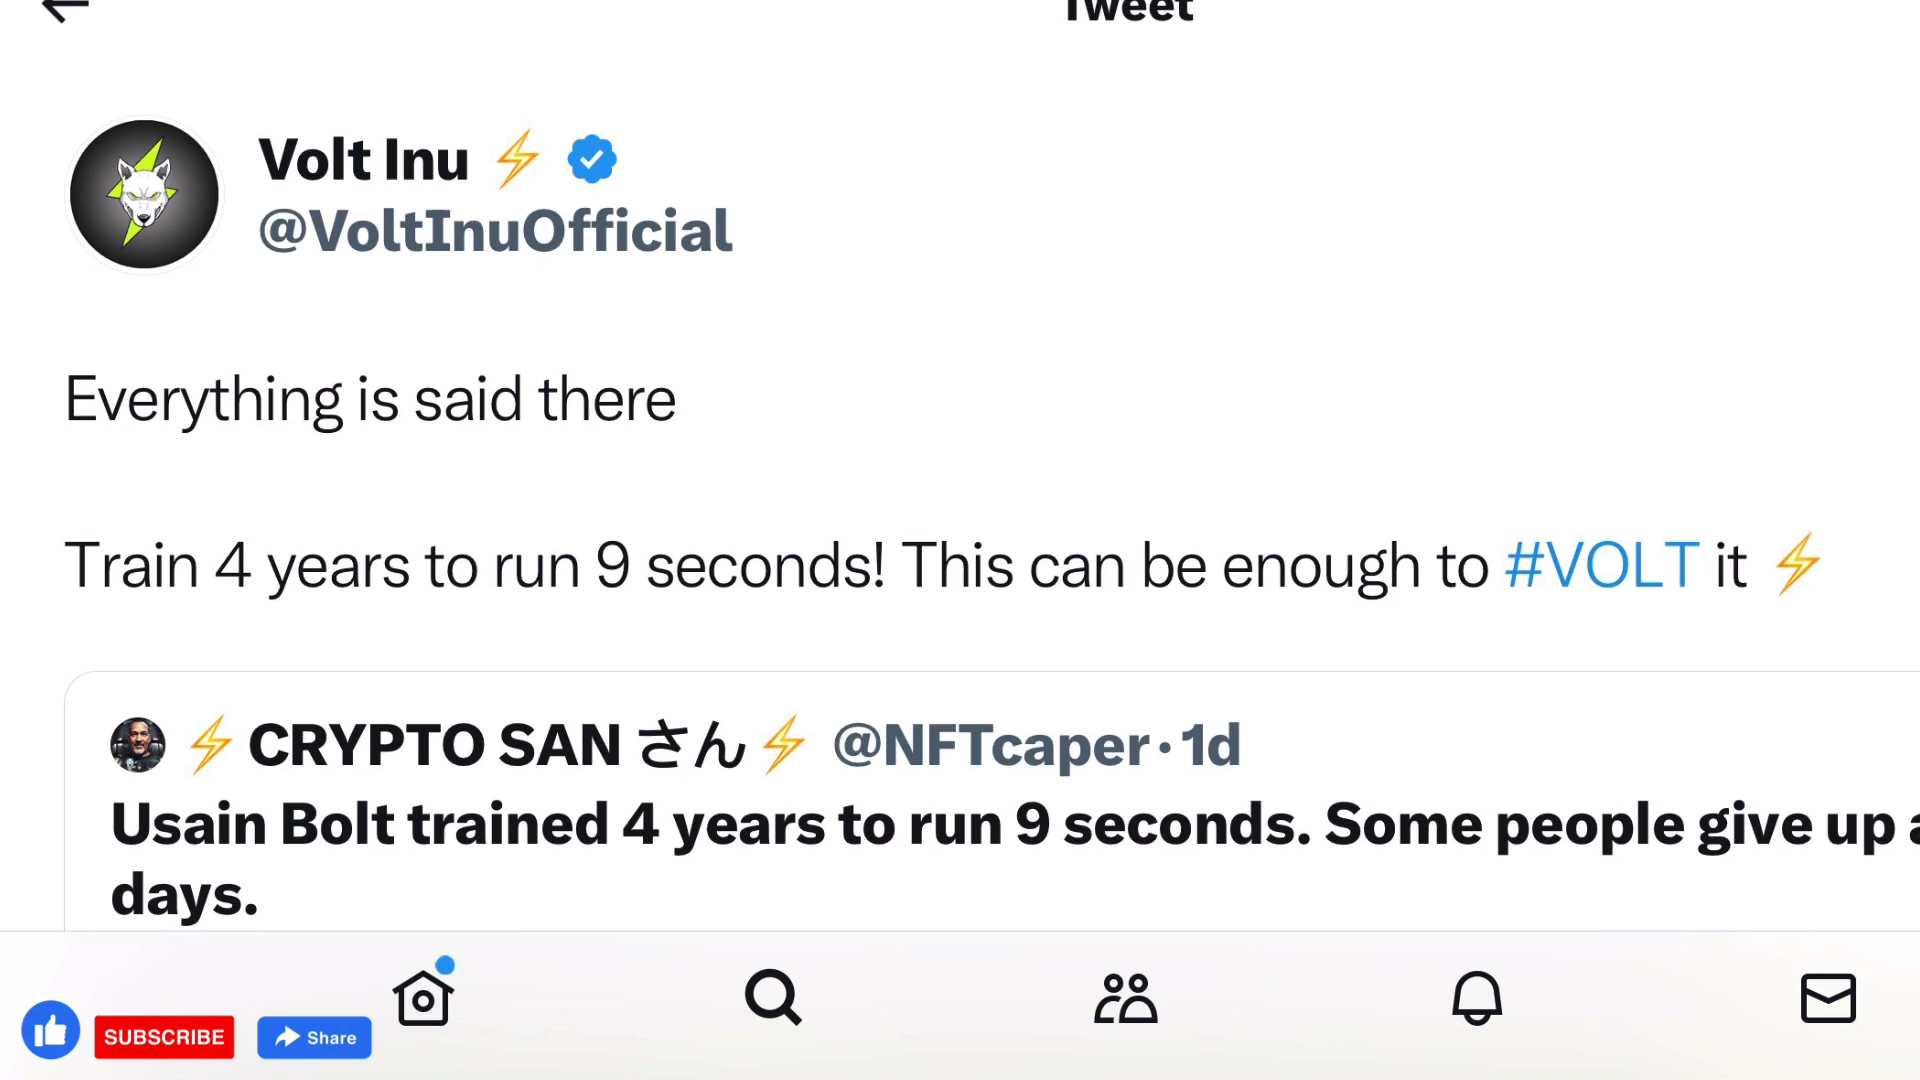 Tweet
Volt Inu ⚡
@VoltInuOfficial
Everything is said there
Train 4 years to run 9 seconds! This can be enough to #VOLT it ⚡
⚡ CRYPTO SAN さん⚡ @NFTcaper · 1d
Usain Bolt trained 4 years to run 9 seconds. Some people give up
days.
SUBSCRIBE
Share